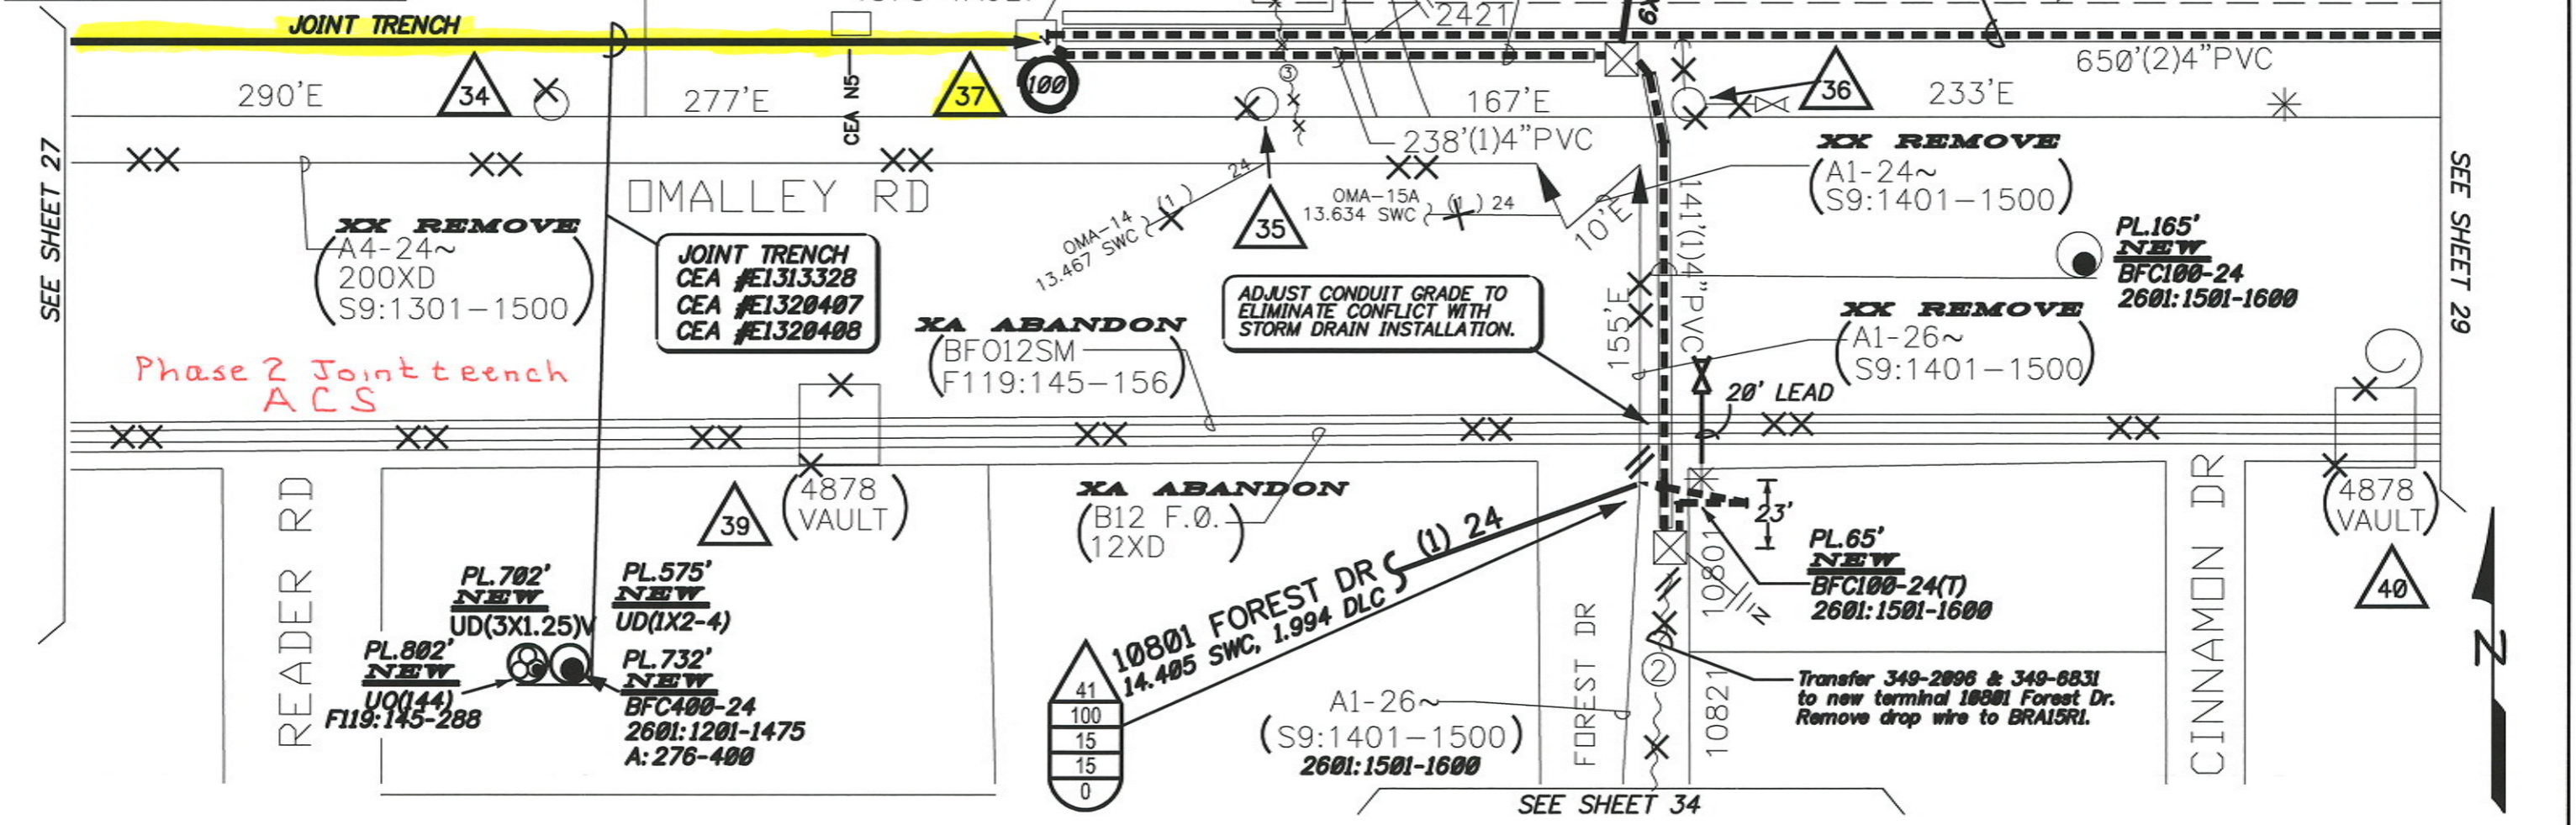 JOINT TRENCH
2421
6X
650'(2)4"PVC
290'E
34
277'E
CEA N5
37
100
3
167'E
36
233'E
238'(1)4"PVC
SEE SHEET 27
OMALLEY RD
24
(1)
OMA-14
13.467 SWC
35
OMA-15A
13.634 SWC
(1) 24
10'E
141'(1)4"PVC
XX REMOVE
A1-24~
S9:1401-1500
SEE SHEET 29
XX REMOVE
A4-24~
200XD
S9:1301-1500
JOINT TRENCH
CEA #E1313328
CEA #E1320407
CEA #E1320408
PL.165'
NEW
BFC100-24
2601:1501-1600
ADJUST CONDUIT GRADE TO
ELIMINATE CONFLICT WITH
STORM DRAIN INSTALLATION.
155'E
XX REMOVE
A1-26~
S9:1401-1500
XA ABANDON
BFO12SM
F119:145-156
Phase 2 Joint treench
ACS
20' LEAD
READER RD
39
4878
VAULT
XA ABANDON
B12 F.O.
12XD
(1) 24
10801 FOREST DR
14.405 SWC, 1.994 DLC
23'
10801
PL.65'
NEW
BFC100-24(T)
2601:1501-1600
CINNAMON DR
4878
VAULT
40
PL.702'
NEW
UD(3X1.25)V
PL.575'
NEW
UD(1X2-4)
PL.802'
NEW
UO(144)
F119:145-288
PL.732'
NEW
BFC400-24
2601:1201-1475
A:276-400
41
100
15
15
0
A1-26~
(S9:1401-1500)
2601:1501-1600
FOREST DR
2
10821
N
Transfer 349-2096 & 349-6831
to new terminal 10801 Forest Dr.
Remove drop wire to BRA15R1.
N
SEE SHEET 34